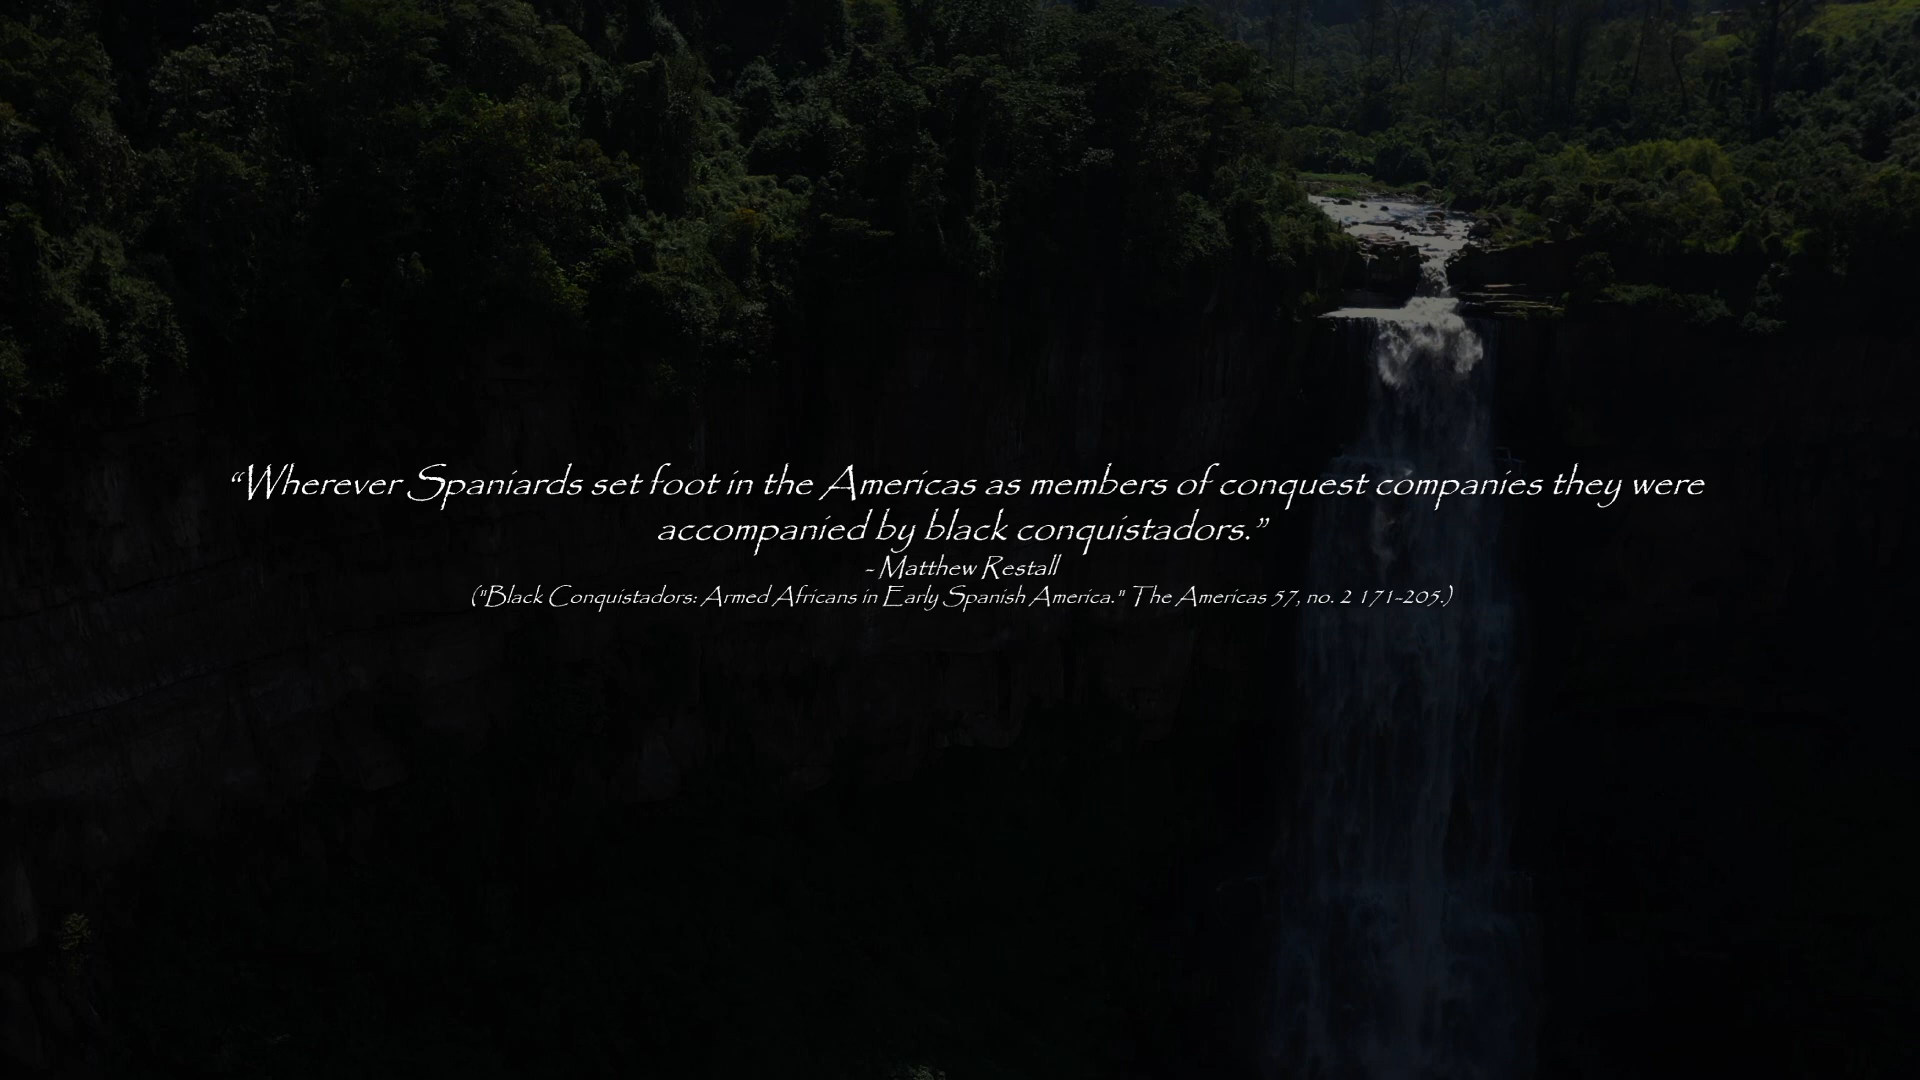 “Wherever Spaniards set foot in the Americas as members of conquest companies they were
accompanied by black conquistadors.”
- Matthew Restall
("Black Conquistadors: Armed Africans in Early Spanish America." The Americas 57, no. 2 171-205.)